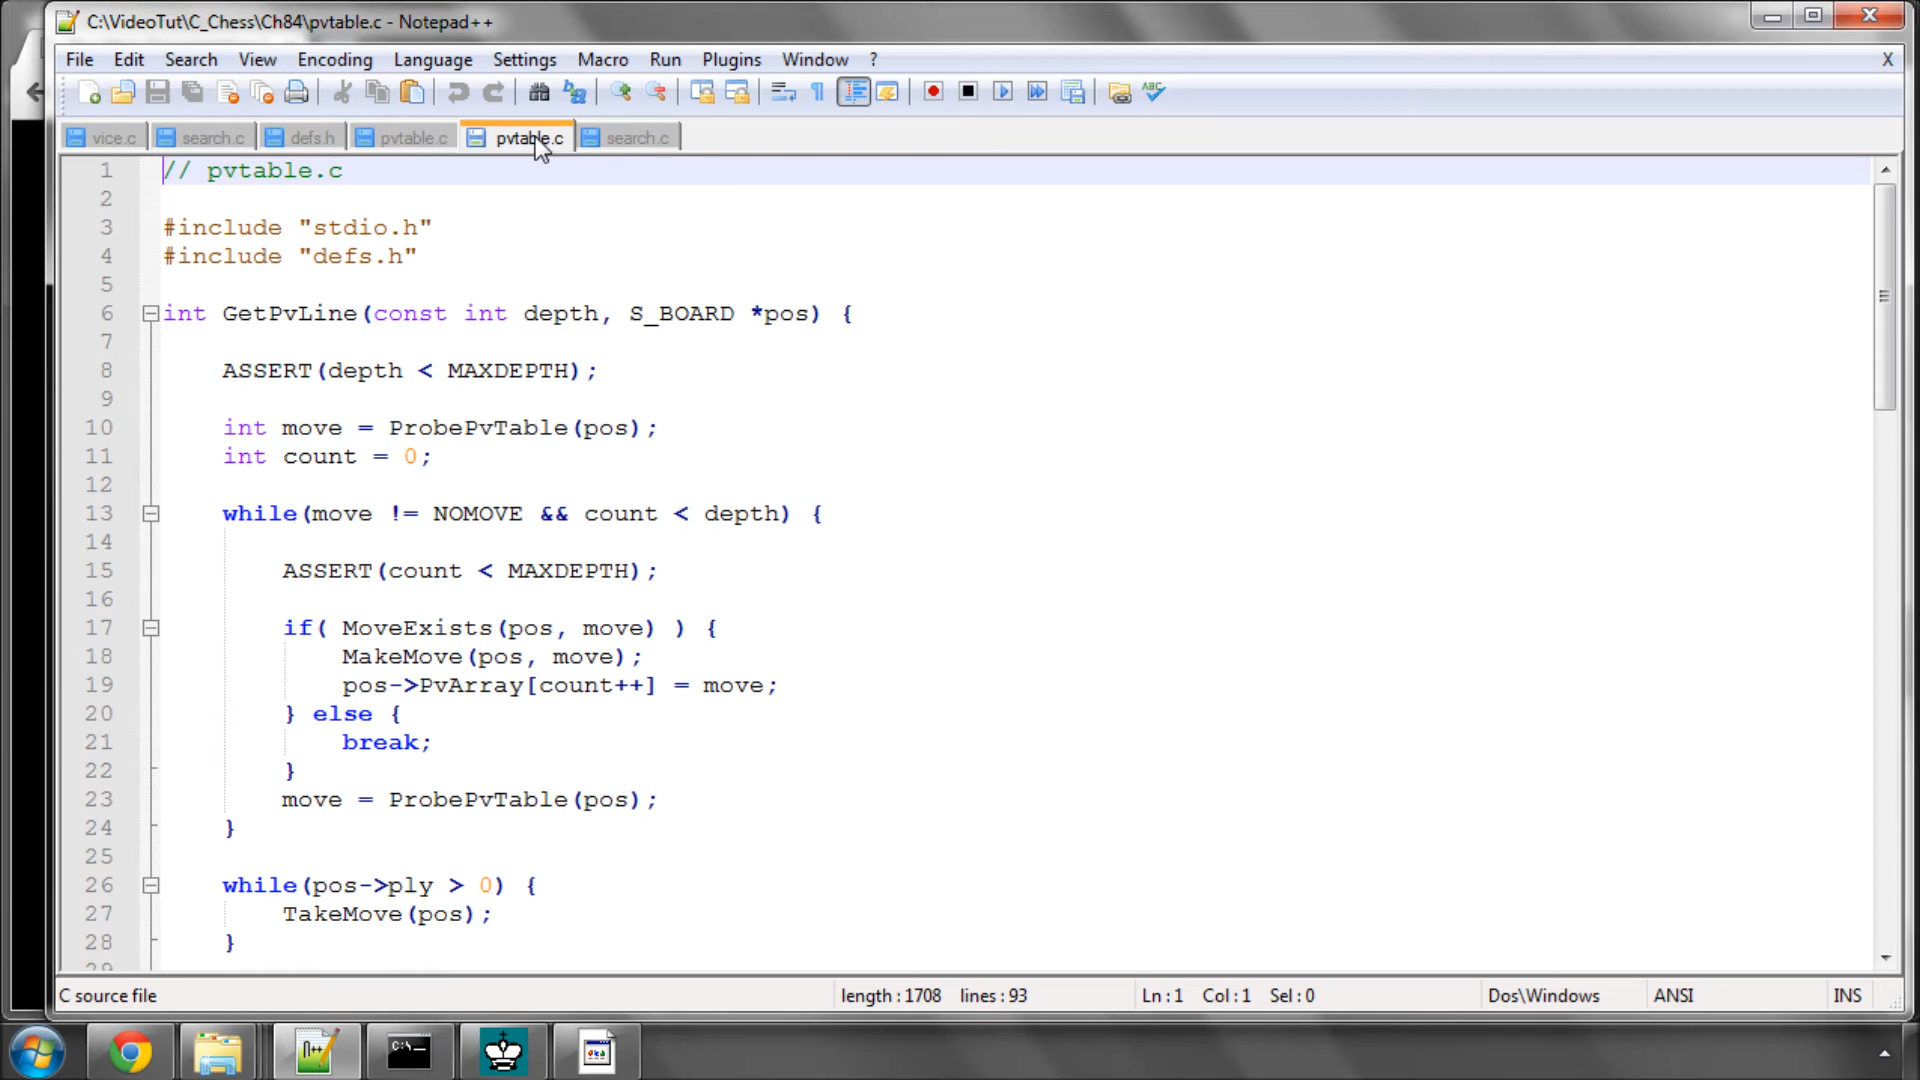 C:\VideoTut\C_Chess\Ch84\pvtable.c - Notepad++
File Edit Search View Encoding Language Settings Macro Run Plugins Window ? X
vice.c search.c defs.h pvtable.c pvtable.c search.c
1 // pvtable.c
2
3 #include "stdio.h"
4 #include "defs.h"
5
6 int GetPvLine(const int depth, S_BOARD *pos) {
7
8 ASSERT(depth < MAXDEPTH);
9
10 int move = ProbePvTable(pos);
11 int count = 0;
12
13 while(move != NOMOVE && count < depth) {
14
15 ASSERT(count < MAXDEPTH);
16
17 if( MoveExists(pos, move) ) {
18 MakeMove(pos, move);
19 pos->PvArray[count++] = move;
20 } else {
21 break;
22 }
23 move = ProbePvTable(pos);
24 }
25
26 while(pos->ply > 0) {
27 TakeMove(pos);
28 }
29
C source file length : 1708 lines : 93 Ln : 1 Col : 1 Sel : 0 Dos\Windows ANSI INS